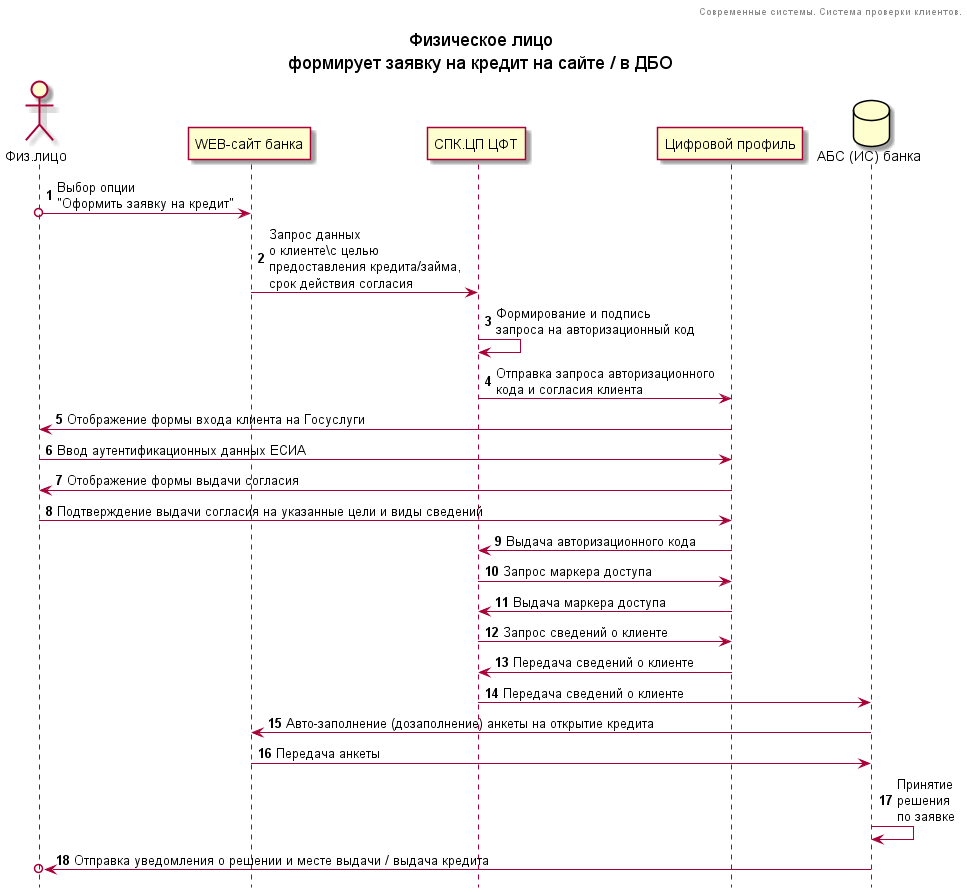 Современные системы. Система проверки клиентов.
Физическое лицо
формирует заявку на кредит на сайте / в ДБО
Физ.лицо
WEB-сайт банка
СПК.ЦП ЦФТ
Цифровой профиль
АБС (ИС) банка
1 Выбор опции
"Оформить заявку на кредит"
2 Запрос данных
о клиенте\с целью
предоставления кредита/займа,
срок действия согласия
3 Формирование и подпись
запроса на авторизационный код
4 Отправка запроса авторизационного
кода и согласия клиента
5 Отображение формы входа клиента на Госуслуги
6 Ввод аутентификационных данных ЕСИА
7 Отображение формы выдачи согласия
8 Подтверждение выдачи согласия на указанные цели и виды сведений
9 Выдача авторизационного кода
10 Запрос маркера доступа
11 Выдача маркера доступа
12 Запрос сведений о клиенте
13 Передача сведений о клиенте
14 Передача сведений о клиенте
15 Авто-заполнение (дозаполнение) анкеты на открытие кредита
16 Передача анкеты
17 Принятие
решения
по заявке
18 Отправка уведомления о решении и месте выдачи / выдача кредита